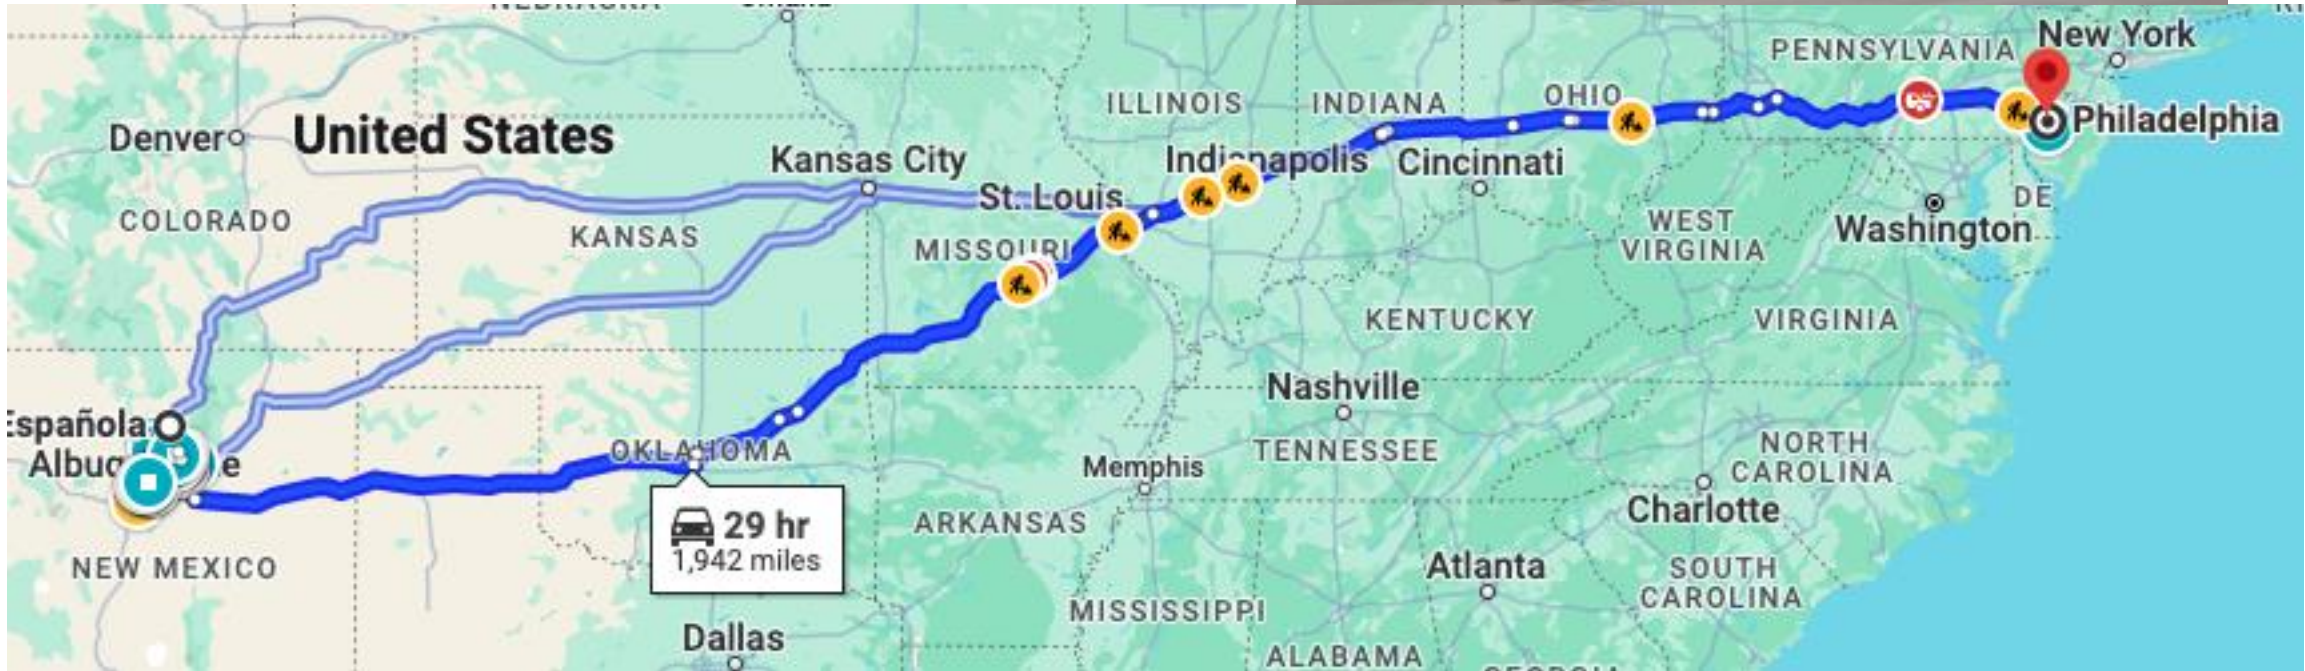 New York
PENNSYLVANIA
Philadelphia
ILLINOIS
INDIANA
OHIO
Denver
United States
Kansas City
Indianapolis
Cincinnati
St. Louis
DE
COLORADO
KANSAS
MISSOURI
WEST
VIRGINIA
Washington
KENTUCKY
VIRGINIA
Nashville
Española
Albuq e
OKLAHOMA
Memphis
TENNESSEE
NORTH
CAROLINA
29 hr
1,942 miles
ARKANSAS
Charlotte
NEW MEXICO
Atlanta
SOUTH
CAROLINA
MISSISSIPPI
Dallas
ALABAMA